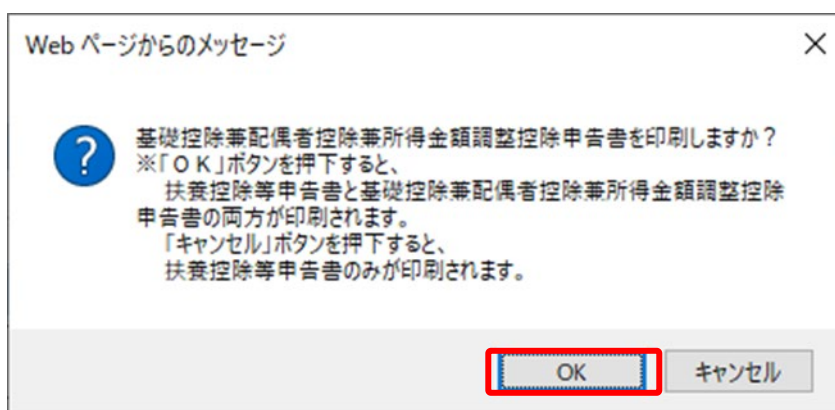 Web ページからのメッセージ
基礎控除兼配偶者控除兼所得金額調整控除申告書を印刷しますか？
※「ＯＫ」ボタンを押下すると、
扶養控除等申告書と基礎控除兼配偶者控除兼所得金額調整控除
申告書の両方が印刷されます。
「キャンセル」ボタンを押下すると、
扶養控除等申告書のみが印刷されます。
OK
キャンセル